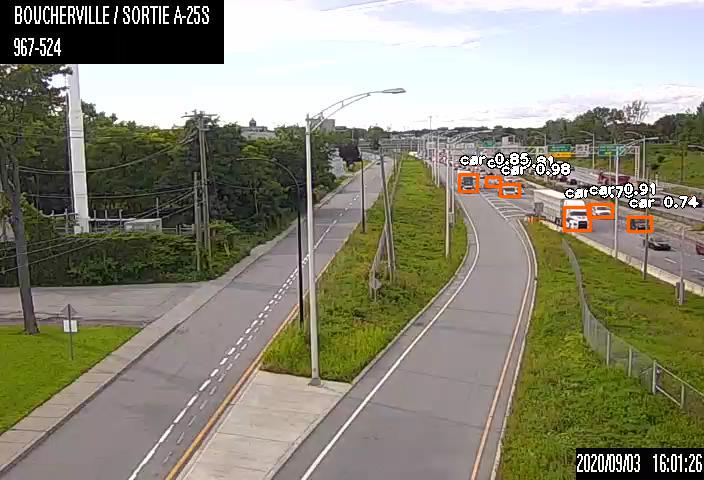 BOUCHERVILLE / SORTIE A-25S
967-524
car 0.85
car 0.98
0.91
car 0.74
2020/09/03 16:01:26